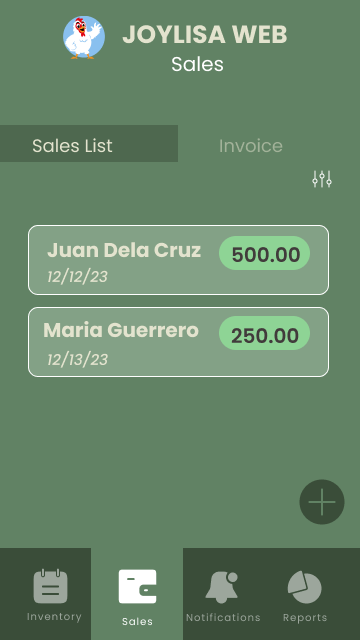 JOYLISA WEB
Sales
Sales List
Invoice
Juan Dela Cruz
500.00
12/12/23
Maria Guerrero
250.00
12/13/23
Inventory
Sales
Notifications
Reports